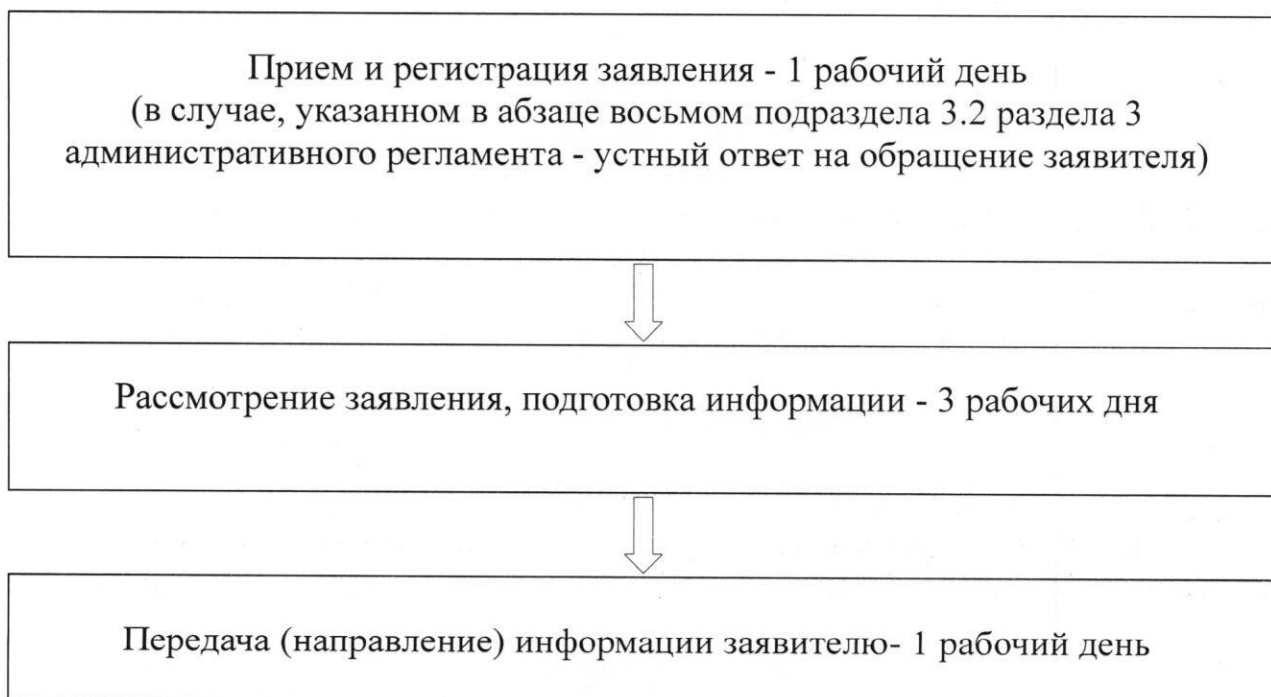 Прием и регистрация заявления - 1 рабочий день
(в случае, указанном в абзаце восьмом подраздела 3.2 раздела 3
административного регламента - устный ответ на обращение заявителя)
Рассмотрение заявления, подготовка информации - 3 рабочих дня
Передача (направление) информации заявителю- 1 рабочий день